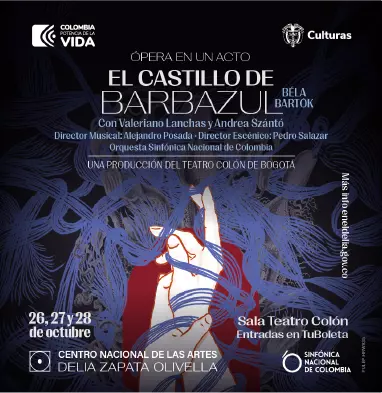 COLOMBIA
POTENCIA DE LA
VIDA
Culturas
ÓPERA EN UN ACTO
EL CASTILLO DE
BARBAZUL
BÉLA
BARTÓK
Con Valeriano Lanchas y Andrea Szántó
Director Musical: Alejandro Posada - Director Escénico: Pedro Salazar
Orquesta Sinfónica Nacional de Colombia
UNA PRODUCCIÓN DEL TEATRO COLÓN DE BOGOTÁ
Más info eneldelia.gov.co
26, 27 y 28
de octubre
Sala Teatro Colón
Entradas en TuBoleta
CENTRO NACIONAL DE LAS ARTES
DELIA ZAPATA OLIVELLA
SINFÓNICA
NACIONAL
DE COLOMBIA